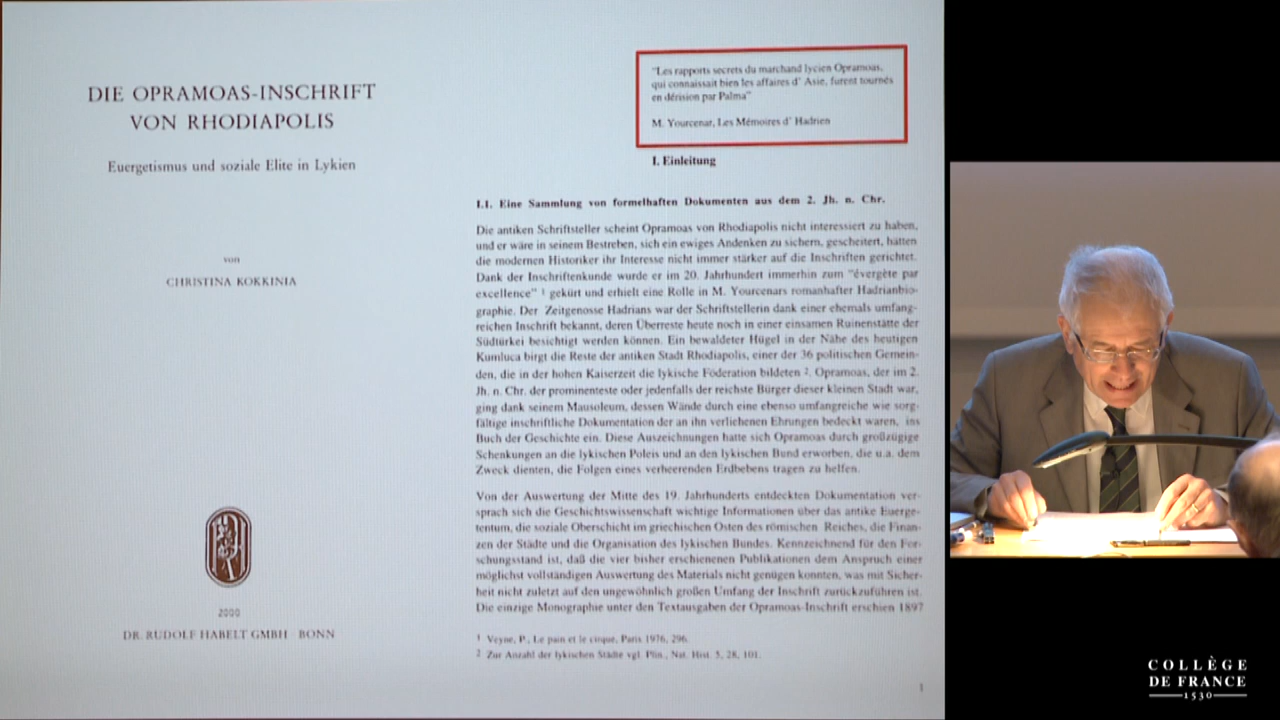 DIE OPRAMOAS-INSCHRIFT
VON RHODIAPOLIS
Euergetismus und soziale Elite in Lykien
von
CHRISTINA KOKKINIA
2000
DR. RUDOLF HABELT GMBH · BONN
"Les rapports secrets du marchand lycien Opramoas,
qui connaissait bien les affaires d' Asie, furent tournés
en dérision par Palma"
M. Yourcenar, Les Mémoires d' Hadrien
I. Einleitung
I.1. Eine Sammlung von formelhaften Dokumenten aus dem 2. Jh. n. Chr.
Die antiken Schriftsteller scheint Opramoas von Rhodiapolis nicht interessiert zu haben,
und er wäre in seinem Bestreben, sich ein ewiges Andenken zu sichern, gescheitert, hätten
die modernen Historiker ihr Interesse nicht immer stärker auf die Inschriften gerichtet.
Dank der Inschriftenkunde wurde er im 20. Jahrhundert immerhin zum "évergète par
excellence" 1 gekürt und erhielt eine Rolle in M. Yourcenars romanhafter Hadrianbio-
graphie. Der Zeitgenosse Hadrians war der Schriftstellerin dank einer ehemals umfang-
reichen Inschrift bekannt, deren Überreste heute noch in einer einsamen Ruinenstätte der
Südtürkei besichtigt werden können. Ein bewaldeter Hügel in der Nähe des heutigen
Kumluca birgt die Reste der antiken Stadt Rhodiapolis, einer der 36 politischen Gemein-
den, die in der hohen Kaiserzeit die lykische Föderation bildeten 2. Opramoas, der im 2.
Jh. n. Chr. der prominenteste oder jedenfalls der reichste Bürger dieser kleinen Stadt war,
ging dank seinem Mausoleum, dessen Wände durch eine ebenso umfangreiche wie sorg-
fältige inschriftliche Dokumentation der an ihn verliehenen Ehrungen bedeckt waren, ins
Buch der Geschichte ein. Diese Auszeichnungen hatte sich Opramoas durch großzügige
Schenkungen an die lykischen Poleis und an den lykischen Bund erworben, die u.a. dem
Zweck dienten, die Folgen eines verheerenden Erdbebens tragen zu helfen.
Von der Auswertung der Mitte des 19. Jahrhunderts entdeckten Dokumentation ver-
sprach sich die Geschichtswissenschaft wichtige Informationen über das antike Euerge-
tentum, die soziale Oberschicht im griechischen Osten des römischen Reiches, die Finan-
zen der Städte und die Organisation des lykischen Bundes. Kennzeichnend für den For-
schungsstand ist, daß die vier bisher erschienenen Publikationen dem Anspruch einer
möglichst vollständigen Auswertung des Materials nicht genügen konnten, was mit Sicher-
heit nicht zuletzt auf den ungewöhnlich großen Umfang der Inschrift zurückzuführen ist.
Die einzige Monographie unter den Textausgaben der Opramoas-Inschrift erschien 1897
1 Veyne, P., Le pain et le cirque, Paris 1976, 296.
2 Zur Anzahl der lykischen Städte vgl. Plin., Nat. Hist. 5, 28, 101.
1
COLLÈGE
DE FRANCE
1530